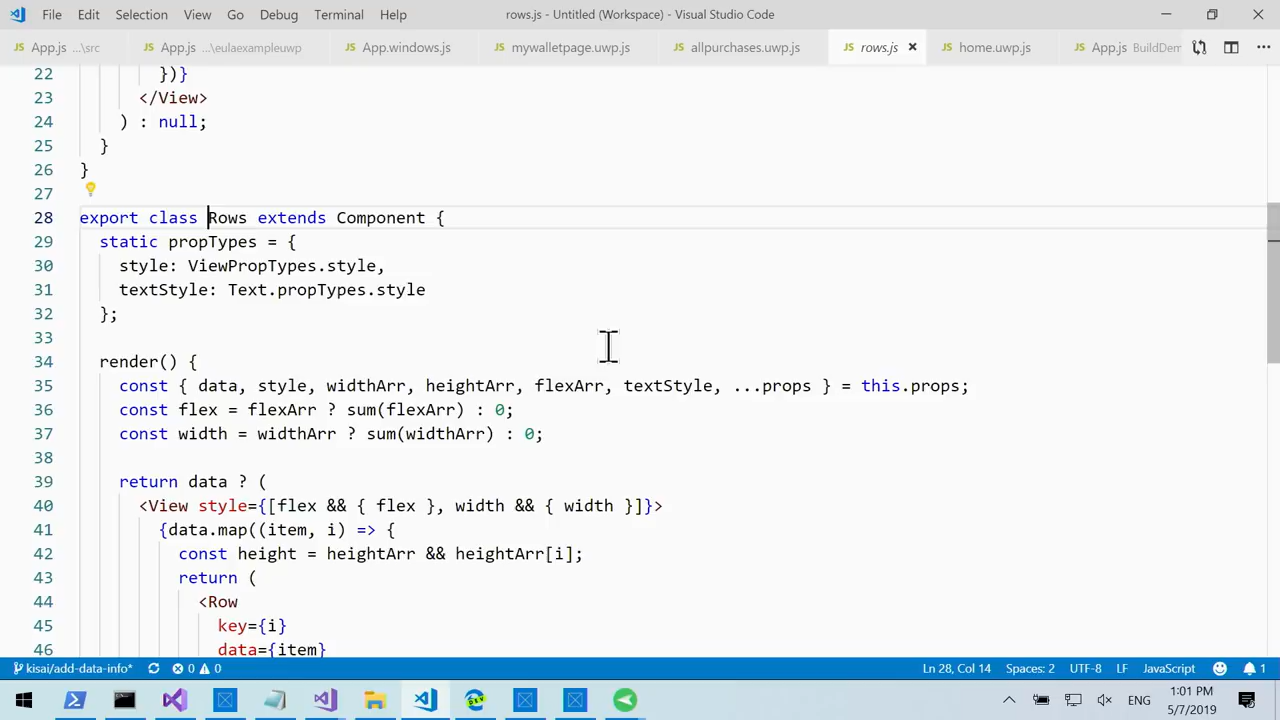 File Edit Selection View Go Debug Terminal Help rows.js - Untitled (Workspace) - Visual Studio Code
App.js ...\src App.js ...\eulaexampleuwp App.windows.js mywalletpage.uwp.js allpurchases.uwp.js rows.js home.uwp.js App.js BuildDem
22 })}
23 </View>
24 ) : null;
25 }
26 }
27
28 export class Rows extends Component {
29 static propTypes = {
30 style: ViewPropTypes.style,
31 textStyle: Text.propTypes.style
32 };
33
34 render() {
35 const { data, style, widthArr, heightArr, flexArr, textStyle, ...props } = this.props;
36 const flex = flexArr ? sum(flexArr) : 0;
37 const width = widthArr ? sum(widthArr) : 0;
38
39 return data ? (
40 <View style={[flex && { flex }, width && { width }]}>
41 {data.map((item, i) => {
42 const height = heightArr && heightArr[i];
43 return (
44 <Row
45 key={i}
46 data={item}
kisai/add-data-info* 0 0 Ln 28, Col 14 Spaces: 2 UTF-8 LF JavaScript 1
ENG 1:01 PM
5/7/2019